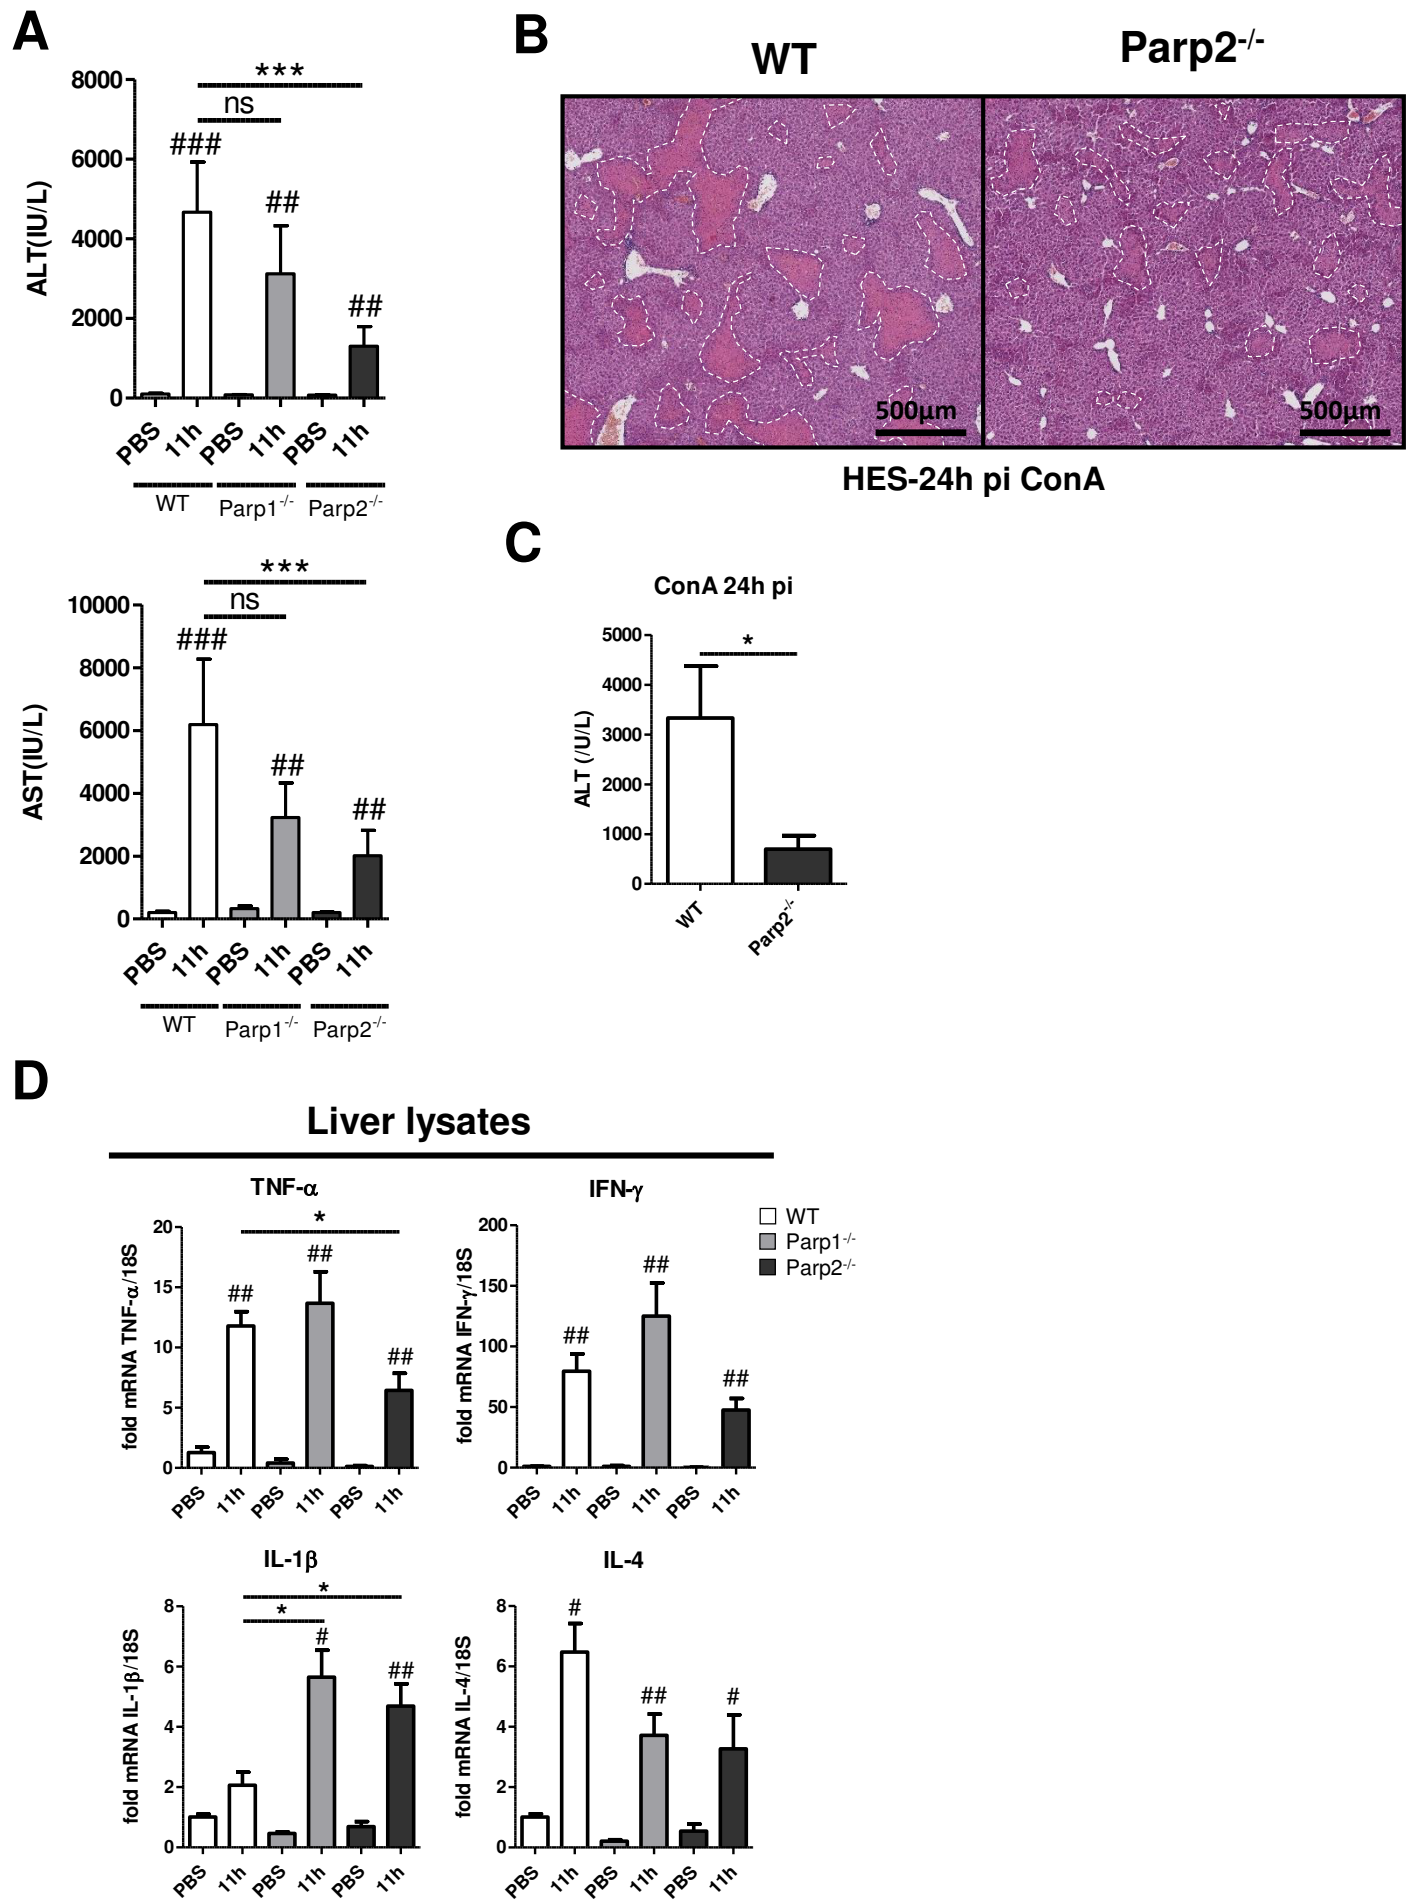 A
8000
6000
4000
2000
0
ALT(IU/L)
***
ns
###
##
##
PBS
11h
PBS
11h
PBS
11h
WT
Parp1-/-
Parp2-/-
10000
8000
6000
4000
2000
0
AST(IU/L)
***
ns
###
##
##
PBS
11h
PBS
11h
PBS
11h
WT
Parp1-/-
Parp2-/-
B
WT
Parp2-/-
500µm
500µm
HES-24h pi ConA
C
ConA 24h pi
5000
4000
3000
2000
1000
0
ALT (/U/L)
*
WT
Parp2-/-
D
Liver lysates
TNF-α
20
15
10
5
0
fold mRNA TNF-α/18S
*
##
##
##
PBS
11h
PBS
11h
PBS
11h
IFN-γ
200
150
100
50
0
fold mRNA IFN-γ/18S
##
##
##
PBS
11h
PBS
11h
PBS
11h
WT
Parp1-/-
Parp2-/-
IL-1β
8
6
4
2
0
fold mRNA IL-1β/18S
*
*
#
##
PBS
11h
PBS
11h
PBS
11h
IL-4
8
6
4
2
0
fold mRNA IL-4/18S
#
##
#
PBS
11h
PBS
11h
PBS
11h